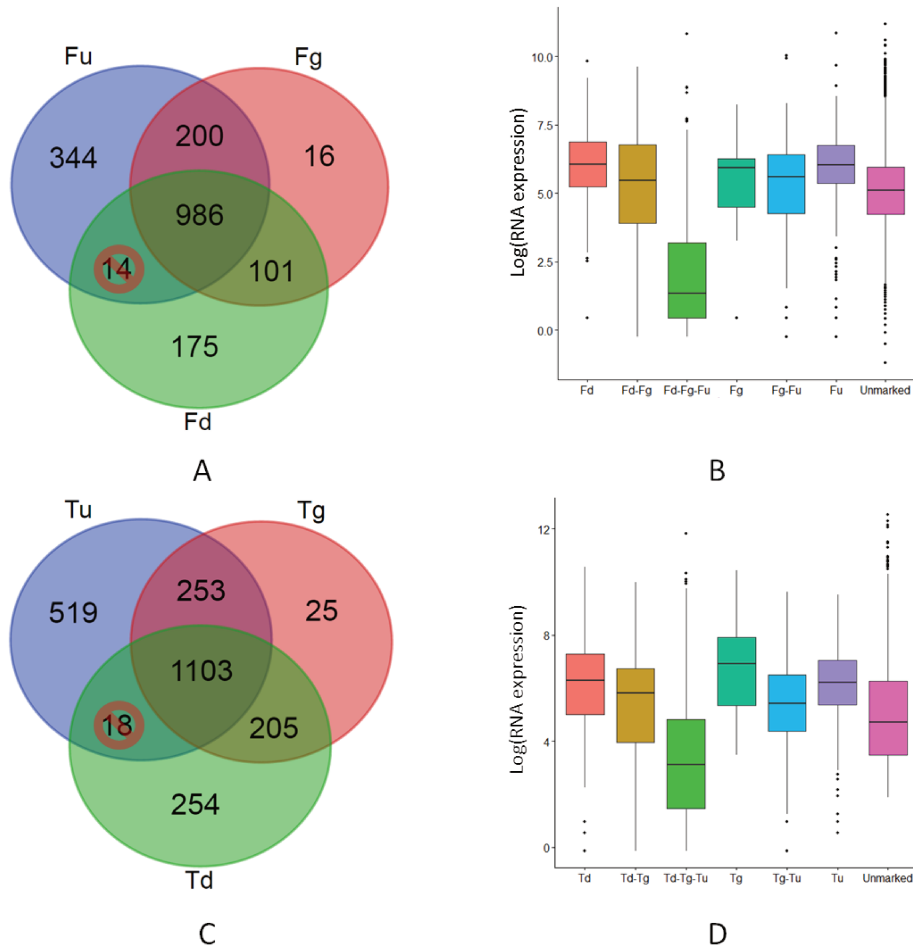 Fu
Fg
344
200
16
986
14
101
175
Fd
A
Log(RNA expression)
10.0
7.5
5.0
2.5
0.0
Fd Fd-Fg Fd-Fg-Fu Fg Fg-Fu Fu Unmarked
B
Tu
Tg
519
253
25
1103
18
205
254
Td
C
Log(RNA expression)
12
8
4
0
Td Td-Tg Td-Tg-Tu Tg Tg-Tu Tu Unmarked
D